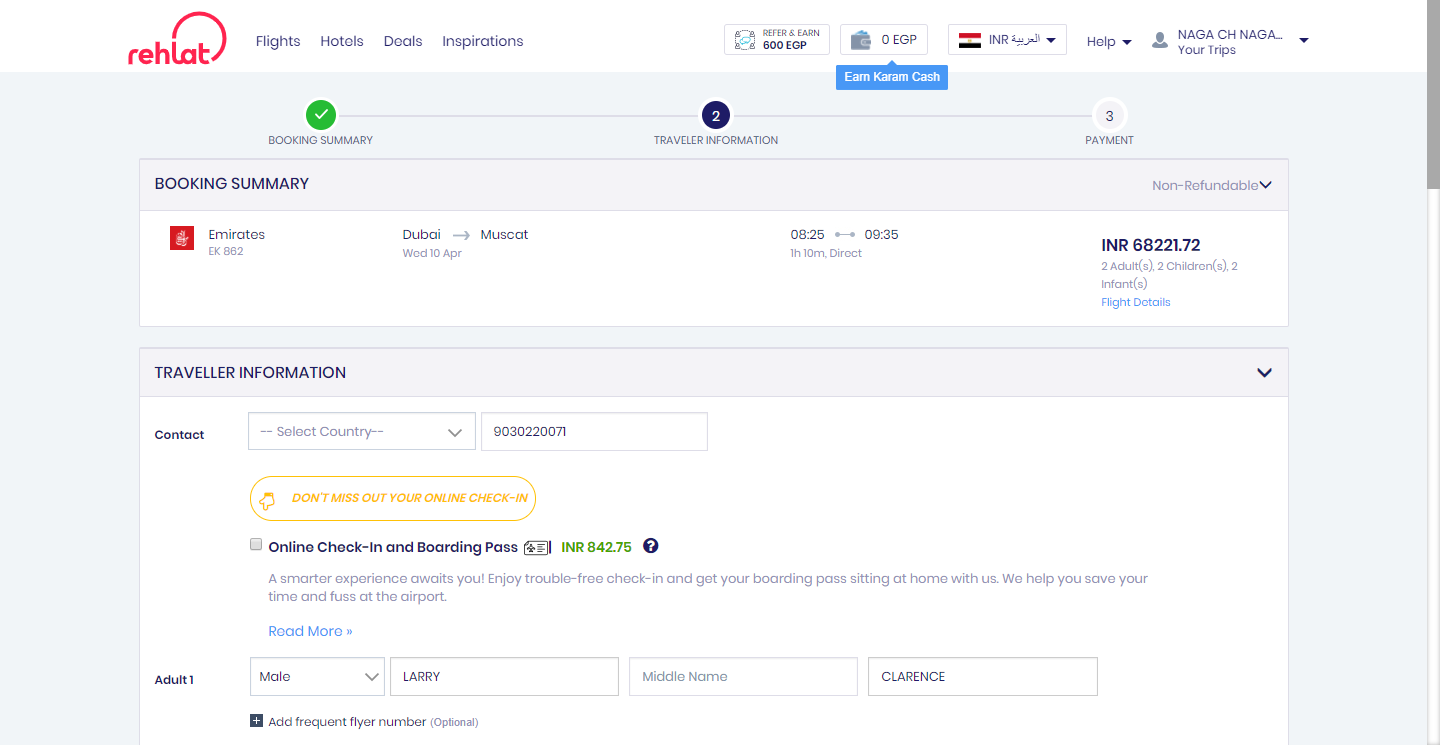 rehlat
Flights
Hotels
Deals
Inspirations
REFER & EARN
600 EGP
0 EGP
INR العربية
Help
NAGA CH NAGA...
Your Trips
Earn Karam Cash
2
3
BOOKING SUMMARY
TRAVELER INFORMATION
PAYMENT
BOOKING SUMMARY
Non-Refundable
Emirates
EK 862
Dubai
Muscat
Wed 10 Apr
08:25
09:35
1h 10m, Direct
INR 68221.72
2 Adult(s), 2 Children(s), 2
Infant(s)
Flight Details
TRAVELLER INFORMATION
Contact
-- Select Country--
9030220071
DON'T MISS OUT YOUR ONLINE CHECK-IN
Online Check-In and Boarding Pass
INR 842.75
?
A smarter experience awaits you! Enjoy trouble-free check-in and get your boarding pass sitting at home with us. We help you save your
time and fuss at the airport.
Read More »
Adult 1
Male
LARRY
Middle Name
CLARENCE
Add frequent flyer number (Optional)